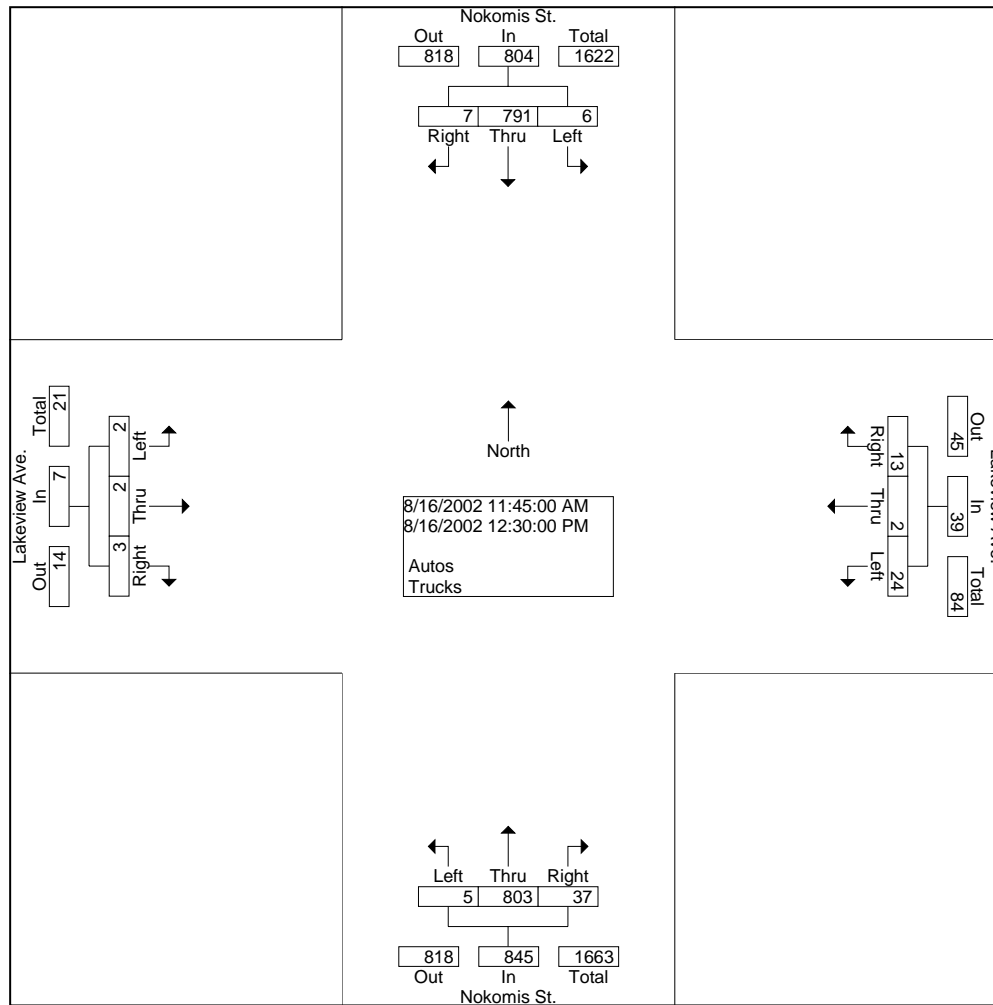 Nokomis St.
Out In Total
818 804 1622
7 791 6
Right Thru Left
Lakeview Ave.
Total In Out
21 7 14
2 2 3
Left Thru Right
North
8/16/2002 11:45:00 AM
8/16/2002 12:30:00 PM
Autos
Trucks
Right Thru Left
13 2 24
45 39 84
Out In Total
Left Thru Right
5 803 37
818 845 1663
Out In Total
Nokomis St.